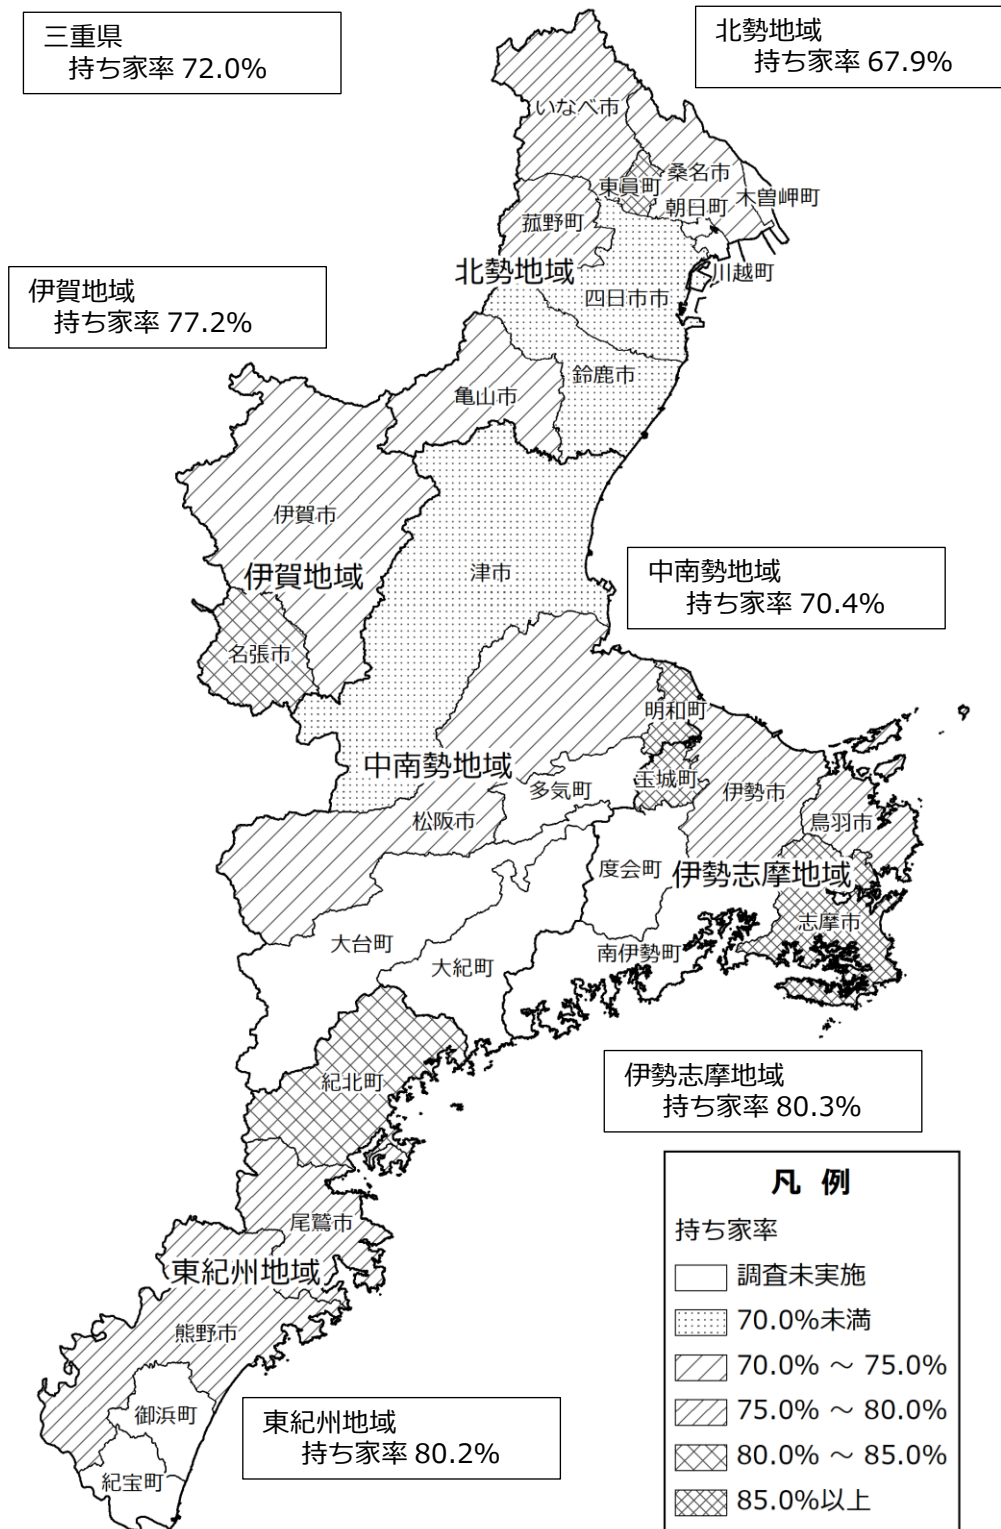 三重県
持ち家率 72.0%
北勢地域
持ち家率 67.9%
いなべ市
桑名市
東員町
木曽岬町
朝日町
菰野町
北勢地域
川越町
四日市市
伊賀地域
持ち家率 77.2%
鈴鹿市
亀山市
伊賀市
伊賀地域
津市
中南勢地域
持ち家率 70.4%
名張市
明和町
中南勢地域
玉城町
多気町
伊勢市
松阪市
鳥羽市
度会町
伊勢志摩地域
志摩市
大台町
南伊勢町
大紀町
紀北町
伊勢志摩地域
持ち家率 80.3%
尾鷲市
東紀州地域
熊野市
御浜町
紀宝町
東紀州地域
持ち家率 80.2%
凡 例
持ち家率
調査未実施
70.0%未満
70.0% ～ 75.0%
75.0% ～ 80.0%
80.0% ～ 85.0%
85.0%以上